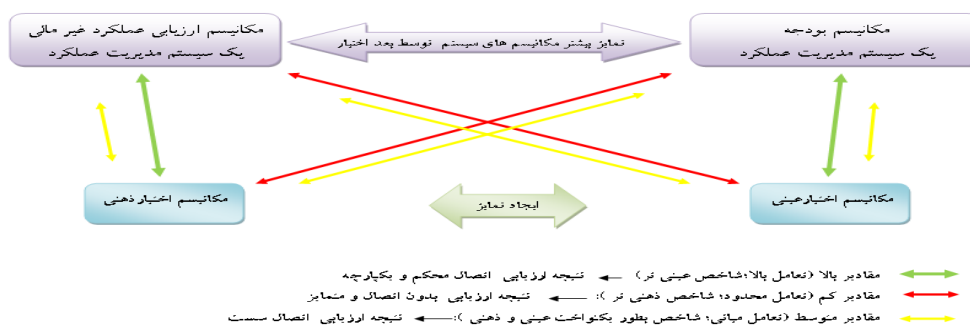 مکانیسم بودجه
یک سیستم مدیریت عملکرد
تمایز بیشتر مکانیسم های سیستم توسط بعد اختیار
مکانیسم ارزیابی عملکرد غیر مالی
یک سیستم مدیریت عملکرد
مکانیسم اختیارعینی
ایجاد تمایز
مکانیسم اختیارذهنی
مقادیر بالا (تعامل بالا؛شاخص عینی تر) نتیجه ارزیابی اتصال محکم و یکپارچه
مقادیر کم (تعامل محدود؛ شاخص ذهنی تر ): نتیجه ارزیابی بدون اتصال و متمایز
مقادیر متوسط (تعامل میانی؛ شاخص بطور یکنواخت عینی و ذهنی ): نتیجه ارزیابی اتصال سست